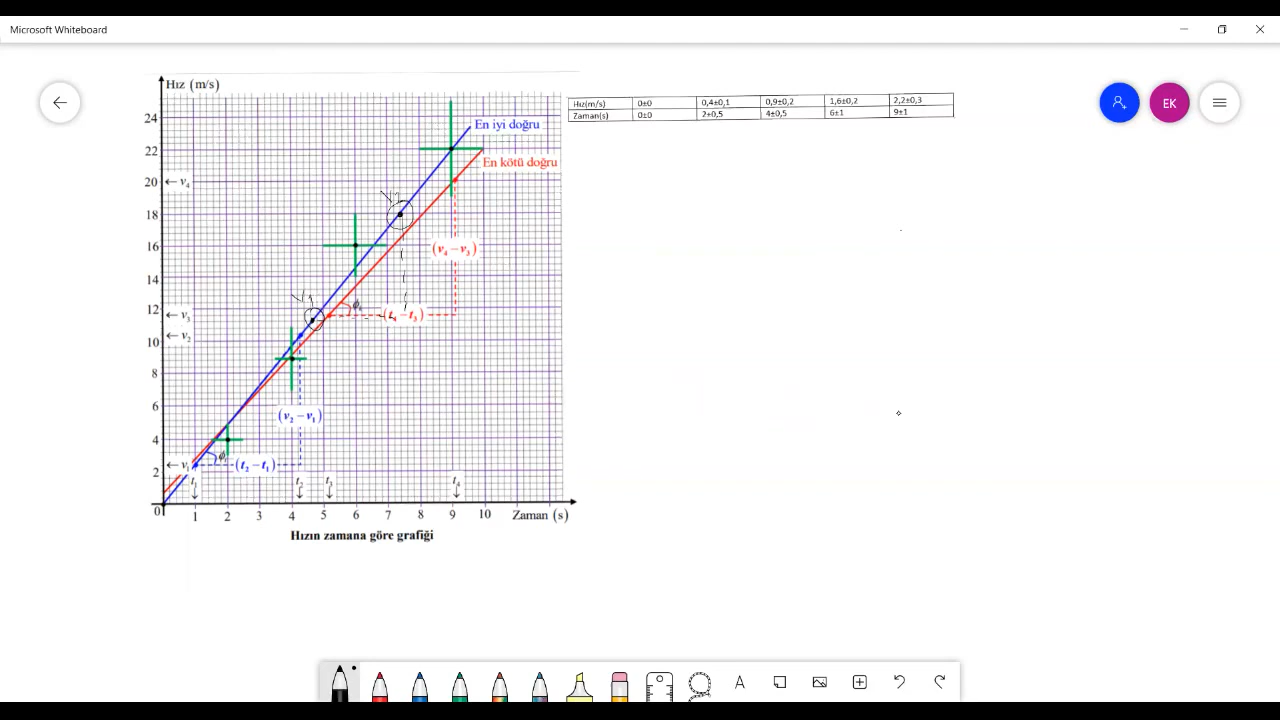 Microsoft Whiteboard
EK
Hız (m/s)
Hız(m/s) 0±0 0,4±0,1 0,9±0,2 1,6±0,2 2,2±0,3
Zaman(s) 0±0 2±0,5 4±0,5 6±1 9±1
24
En iyi doğru
22
En kötü doğru
20 ← v₄
18
16
(v₄ − v₃)
14
12
ϕ
← v₃
(t₄ − t₃)
← v₂
10
8
6
(v₂ − v₁)
4
ϕ
← v₁
(t₂ − t₁)
2
t₁ t₂ t₃ t₄
↓ ↓ ↓ ↓
0 1 2 3 4 5 6 7 8 9 10 Zaman (s)
Hızın zamana göre grafiği
A